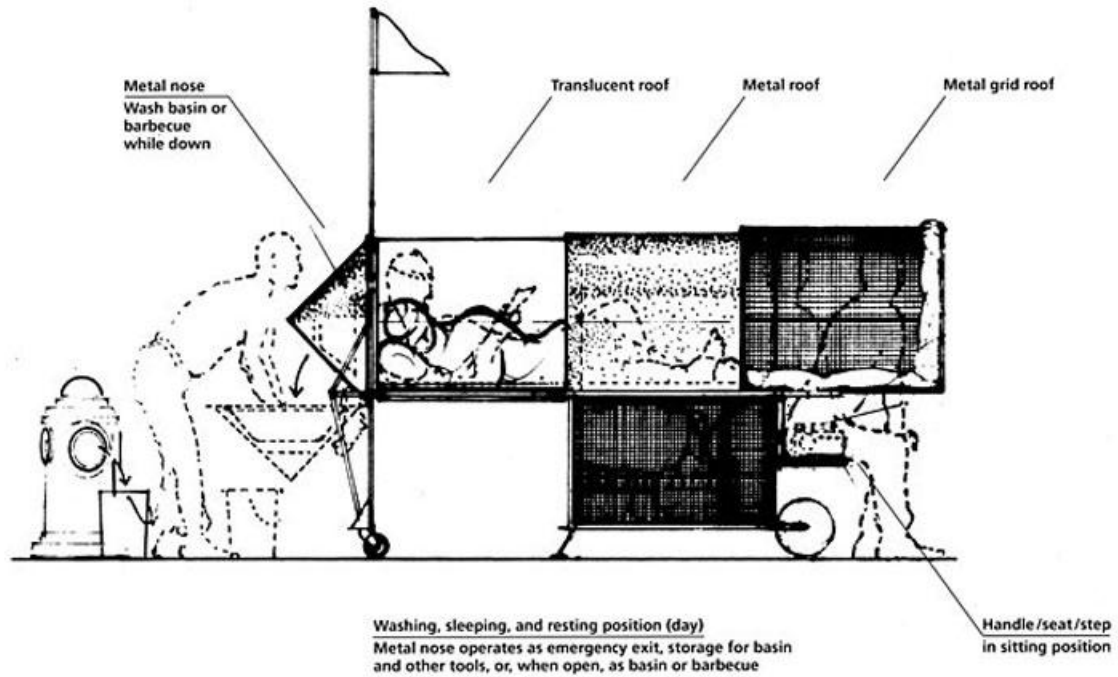 Metal nose
Wash basin or
barbecue
while down
Translucent roof
Metal roof
Metal grid roof
Washing, sleeping, and resting position (day)
Metal nose operates as emergency exit, storage for basin
and other tools, or, when open, as basin or barbecue
Handle/seat/step
in sitting position